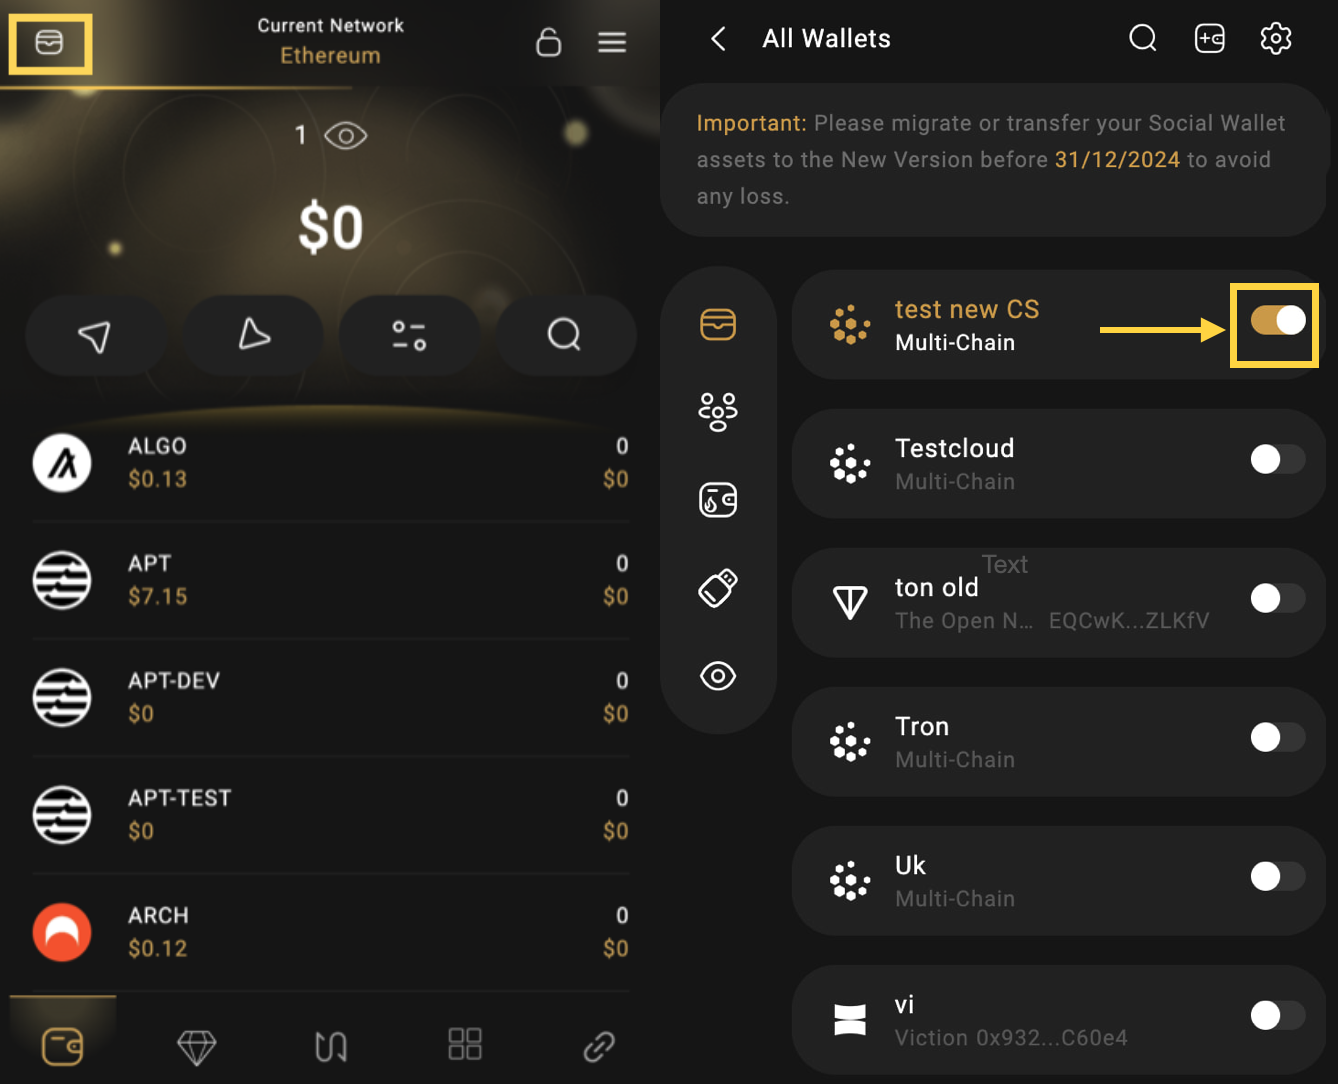 Current Network
Ethereum
1
$0
ALGO 0
$0.13 $0
APT 0
$7.15 $0
APT-DEV 0
$0 $0
APT-TEST 0
$0 $0
ARCH 0
$0.12 $0
All Wallets
Important: Please migrate or transfer your Social Wallet
assets to the New Version before 31/12/2024 to avoid
any loss.
test new CS
Multi-Chain
Testcloud
Multi-Chain
Text
ton old
The Open N... EQCwK...ZLKfV
Tron
Multi-Chain
Uk
Multi-Chain
vi
Viction 0x932...C60e4